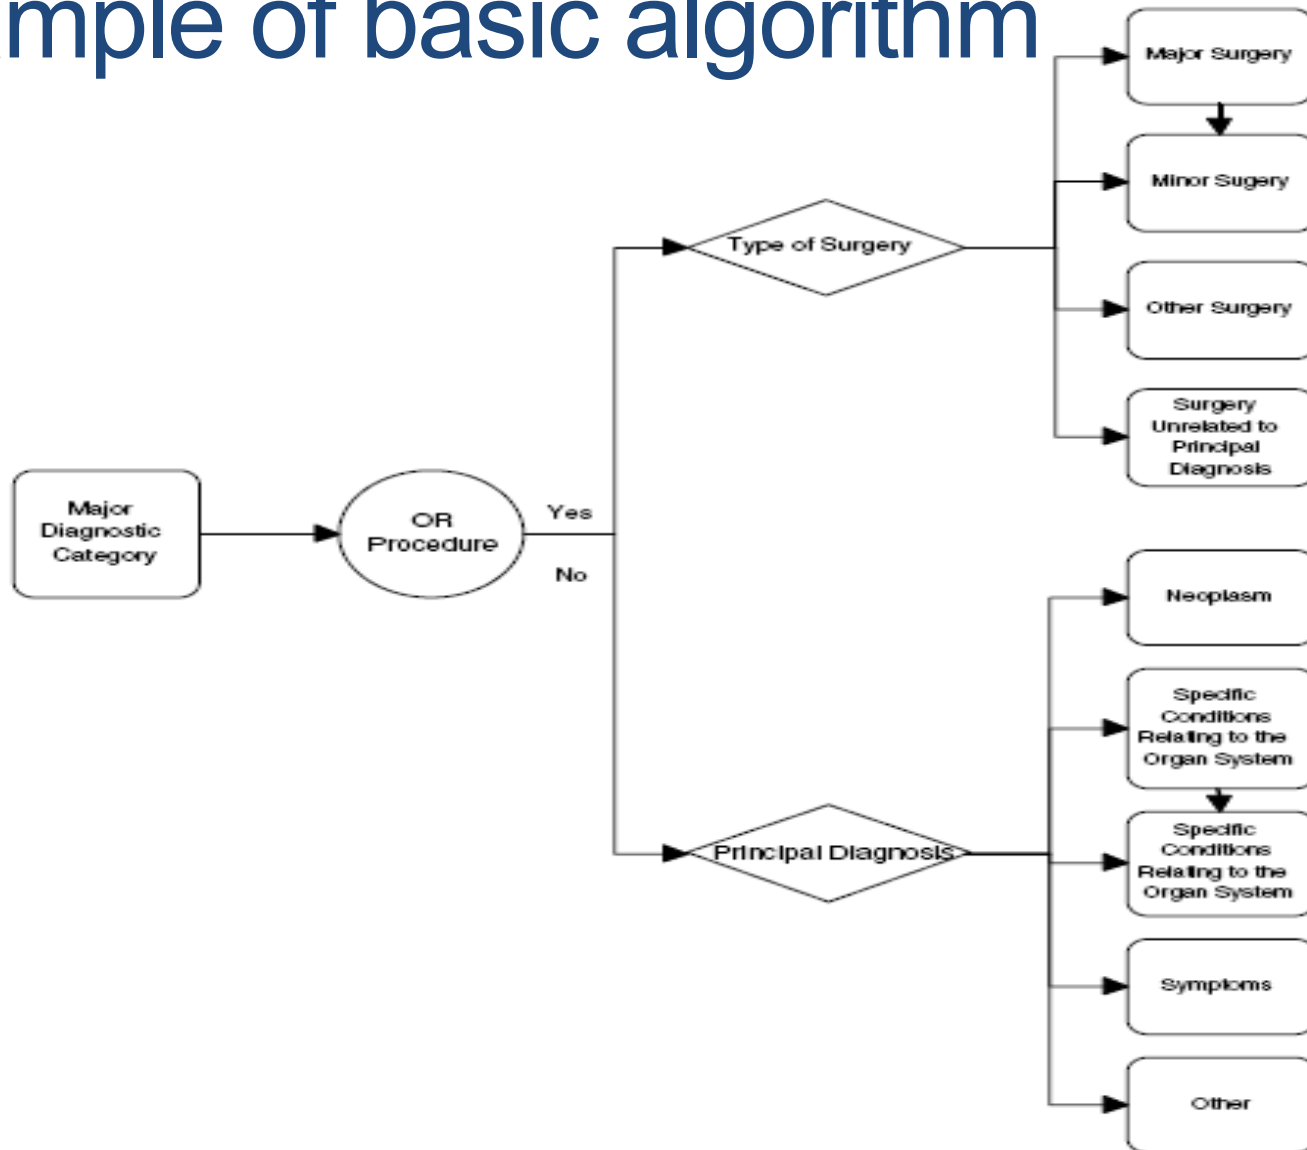 mple of basic algorithm
Major Surgery
Minor Sugery
Type of Surgery
Other Surgery
Surgery
Unrelated to
Principal
Diagnosis
Major
Diagnostic
Category
OR
Procedure
Yes
No
Neoplasm
Specific
Conditions
Relating to the
Organ System
Principal Diagnosis
Specific
Conditions
Relating to the
Organ System
Symptoms
Other